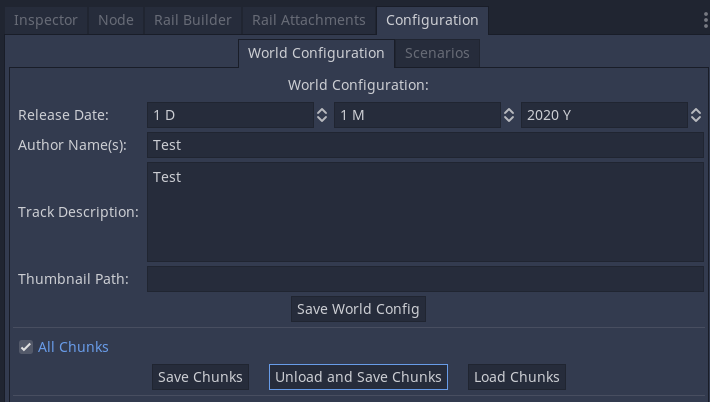 Inspector Node Rail Builder Rail Attachments Configuration
World Configuration Scenarios
World Configuration:
Release Date: 1 D 1 M 2020 Y
Author Name(s): Test
Test
Track Description:
Thumbnail Path:
Save World Config
All Chunks
Save Chunks Unload and Save Chunks Load Chunks